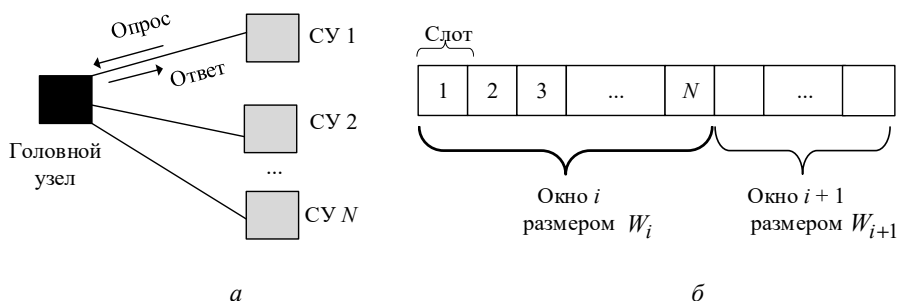 Опрос
Ответ
СУ 1
СУ 2
...
СУ N
Головной
узел
а
Слот
1 2 3 ... N ...
Окно i
размером W_i
Окно i + 1
размером W_{i+1}
б